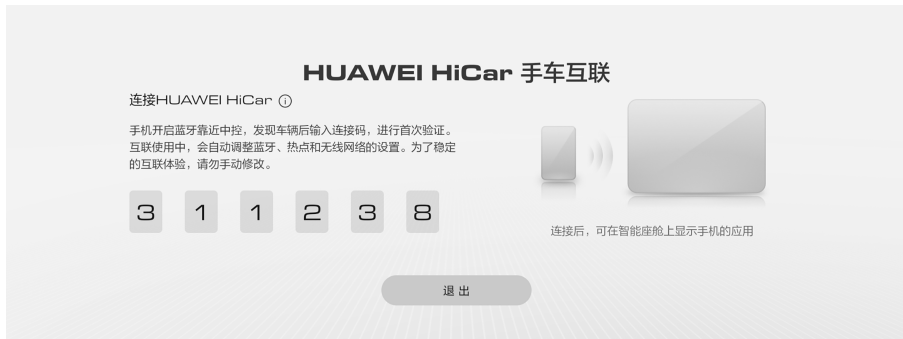 HUAWEI HiCar 手车互联
连接HUAWEI HiCar
手机开启蓝牙靠近中控，发现车辆后输入连接码，进行首次验证。
互联使用中，会自动调整蓝牙、热点和无线网络的设置。为了稳定
的互联体验，请勿手动修改。
3 1 1 2 3 8
连接后，可在智能座舱上显示手机的应用
退出